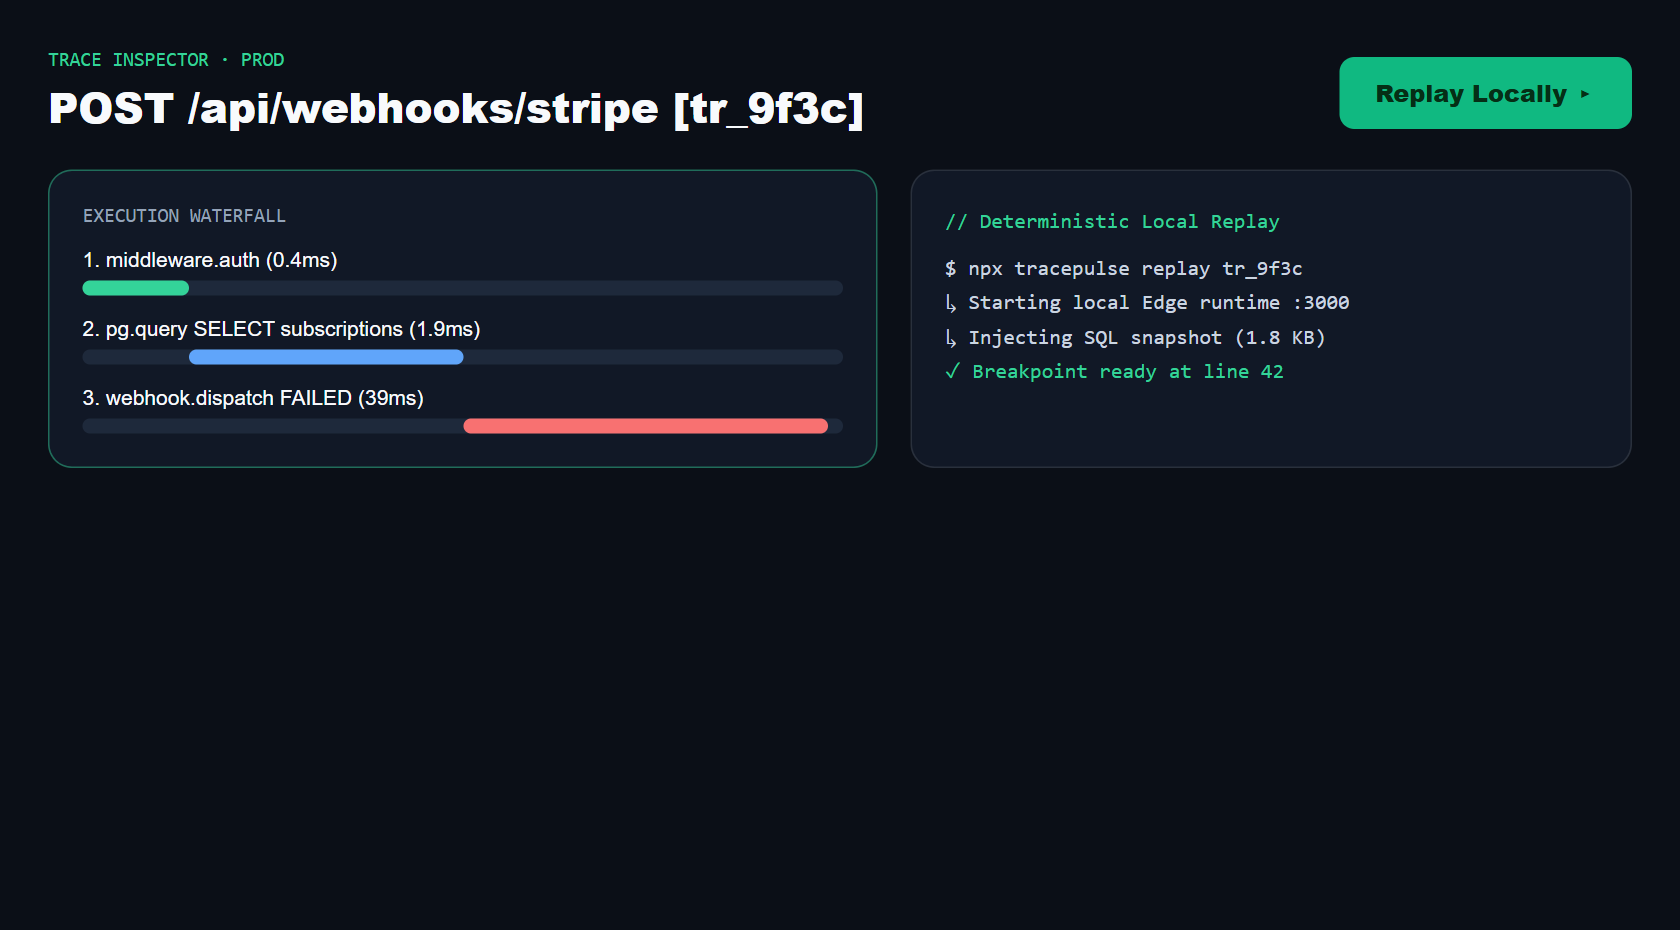 TRACE INSPECTOR · PROD
POST /api/webhooks/stripe [tr_9f3c]
Replay Locally ▸
EXECUTION WATERFALL
1. middleware.auth (0.4ms)
2. pg.query SELECT subscriptions (1.9ms)
3. webhook.dispatch FAILED (39ms)
// Deterministic Local Replay
$ npx tracepulse replay tr_9f3c
↳ Starting local Edge runtime :3000
↳ Injecting SQL snapshot (1.8 KB)
✓ Breakpoint ready at line 42